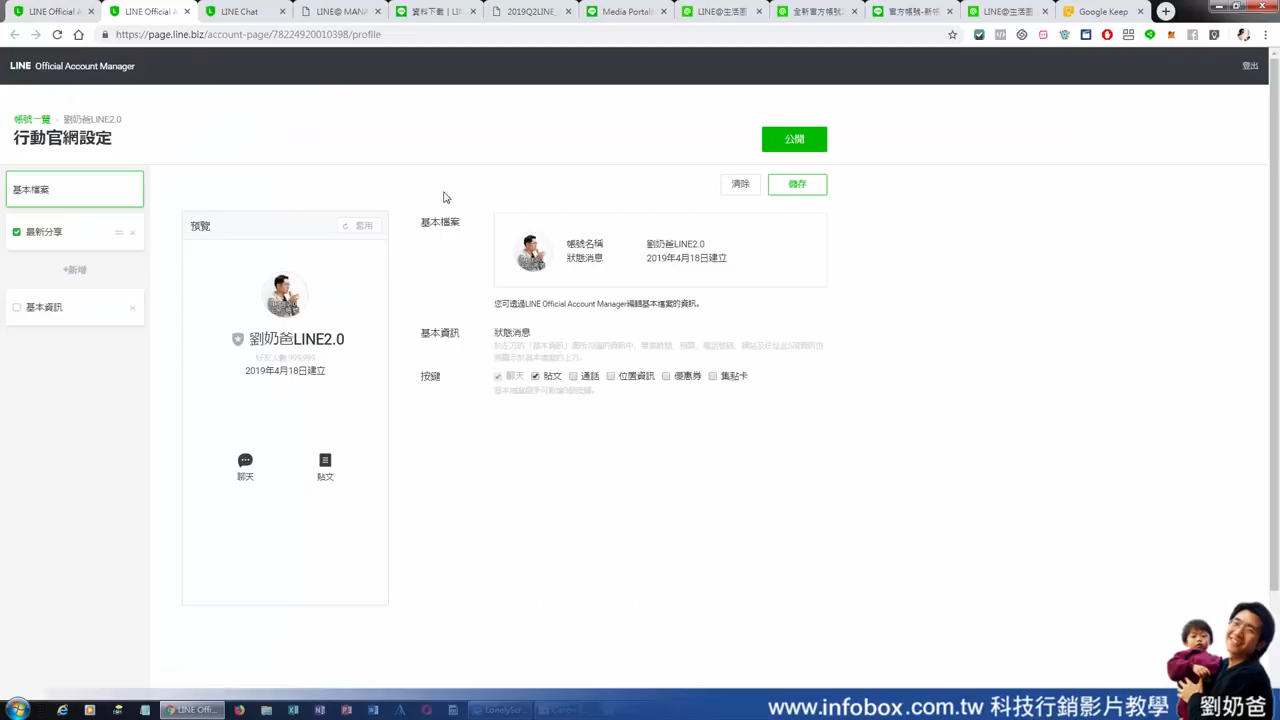 LINE Official A
LINE Official A
LINE Chat
LINE@ MAN
資料下載 | LI
2019Q2LINE
Media Portal
LINE@生活圈
全新官方帳號
官方帳號-新
LINE@生活圈
Google Keep
https://page.line.biz/account-page/78224920010398/profile
LINE Official Account Manager
登出
帳號一覽 › 劉奶爸LINE2.0
行動官網設定
公開
基本檔案
清除
儲存
最新分享
+新增
基本資訊
預覽
套用
劉奶爸LINE2.0
好友人數 999,999
2019年4月18日建立
聊天
貼文
基本檔案
帳號名稱
劉奶爸LINE2.0
狀態消息
2019年4月18日建立
您可透過LINE Official Account Manager編輯基本檔案的資訊。
基本資訊
狀態消息
按鍵
聊天 貼文 通話 位置資訊 優惠券 集點卡
LINE Offi...
LonelyScr...
www.infobox.com.tw 科技行銷影片教學
劉奶爸